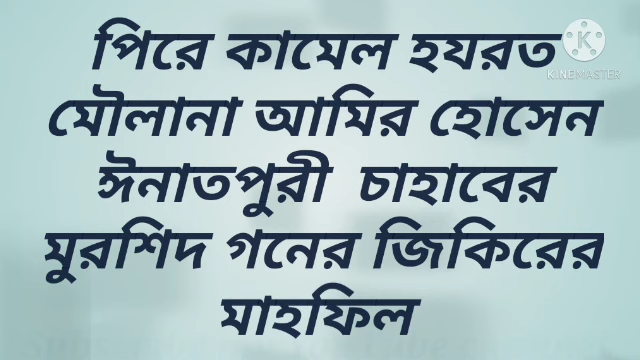 পিরে কামেল হযরত
মৌলানা আমির হোসেন
ঈনাতপুরী চাহাবের
মুরশিদ গনের জিকিরের
মাহফিল
K
KINEMASTER